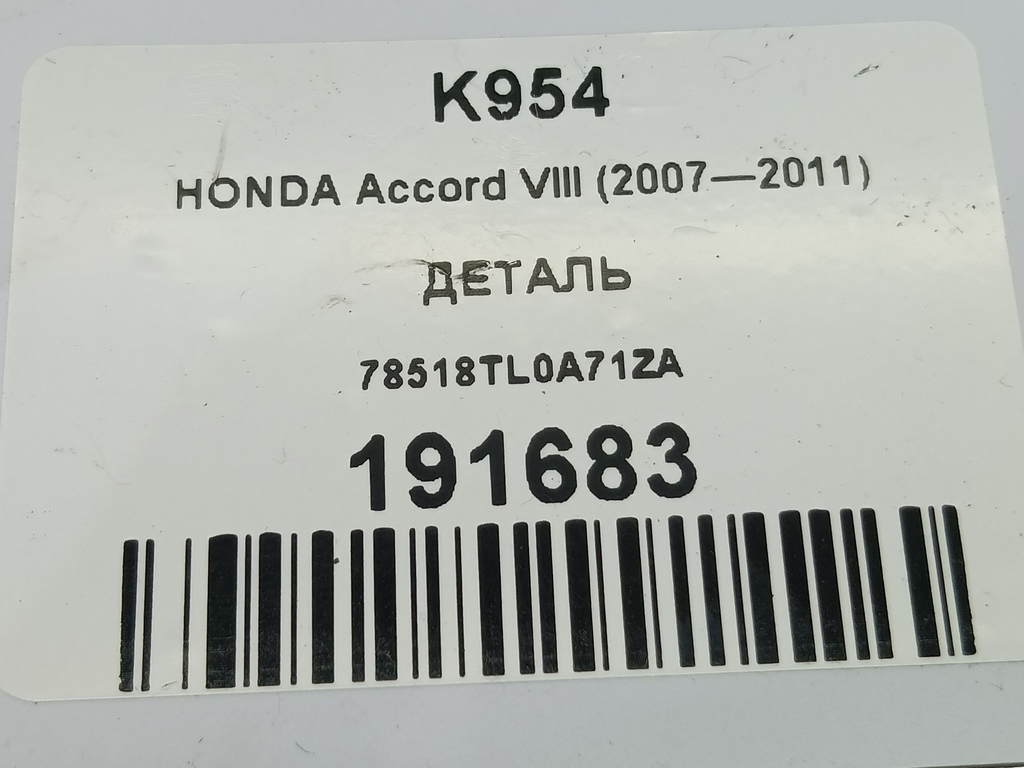 K954
HONDA Accord VIII (2007—2011)
ДЕТАЛЬ
78518TL0A71ZA
191683